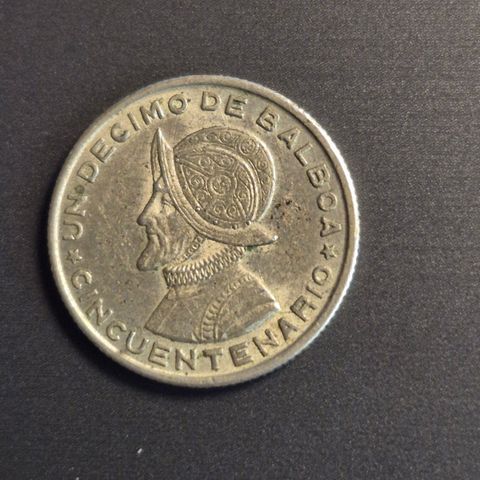 UN·DECIMO DE BALBOA
★ CINCUENTENARIO ★